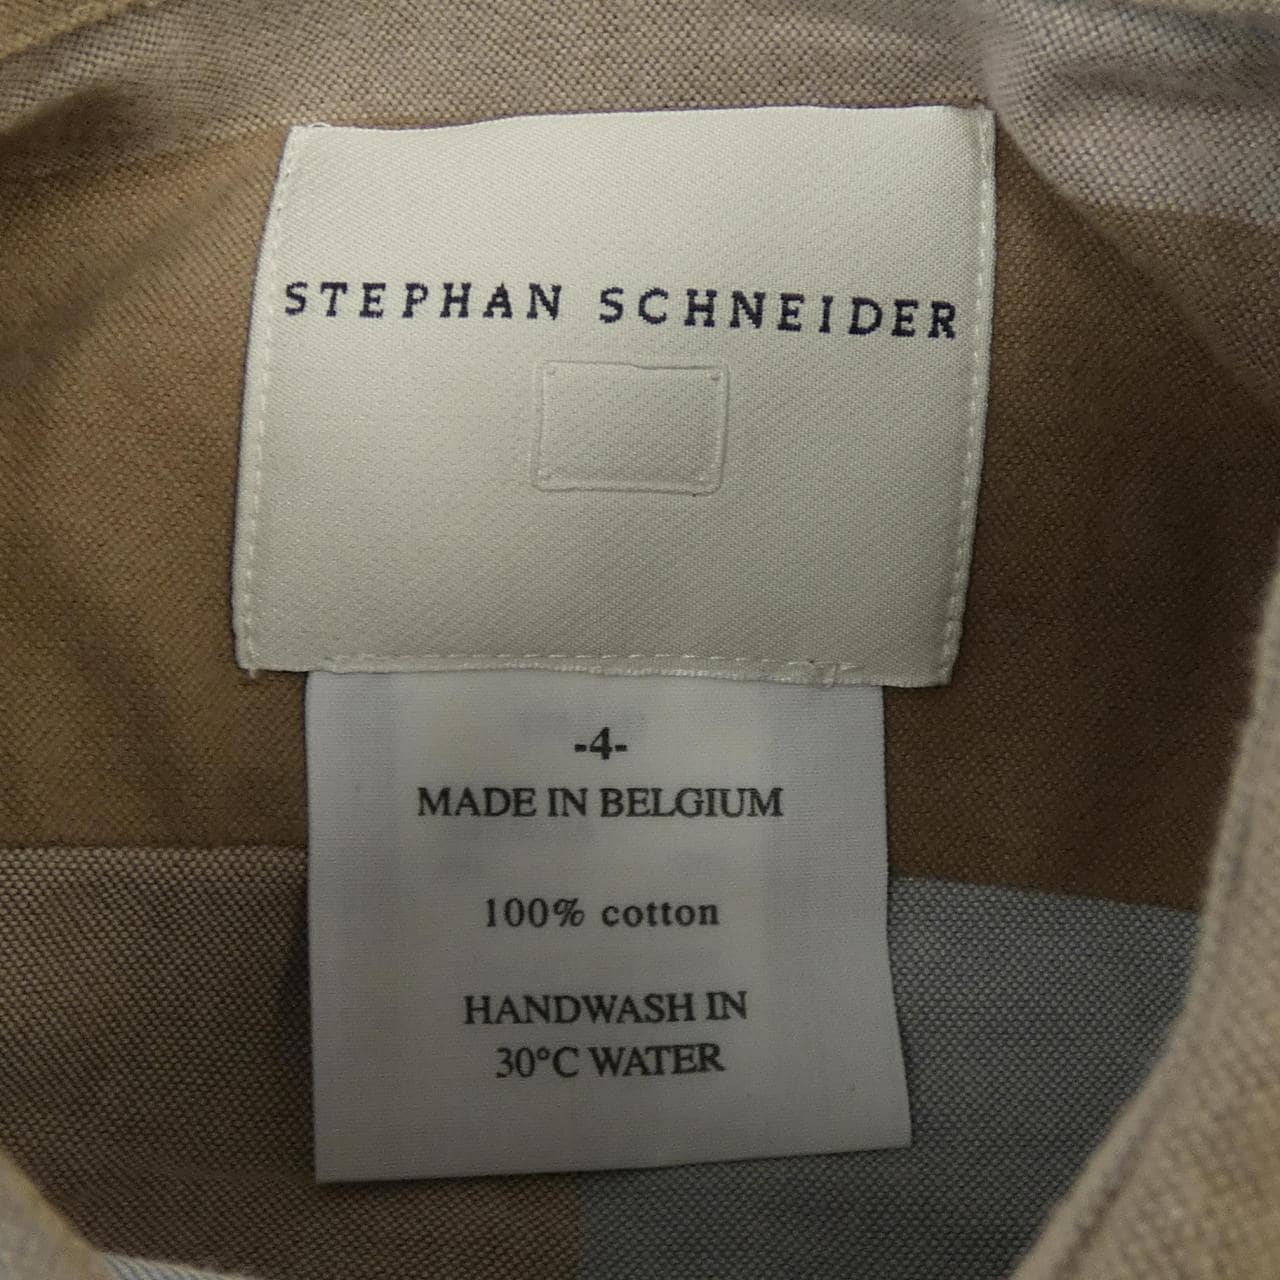 STEPHAN SCHNEIDER
-4-
MADE IN BELGIUM
100% cotton
HANDWASH IN
30°C WATER